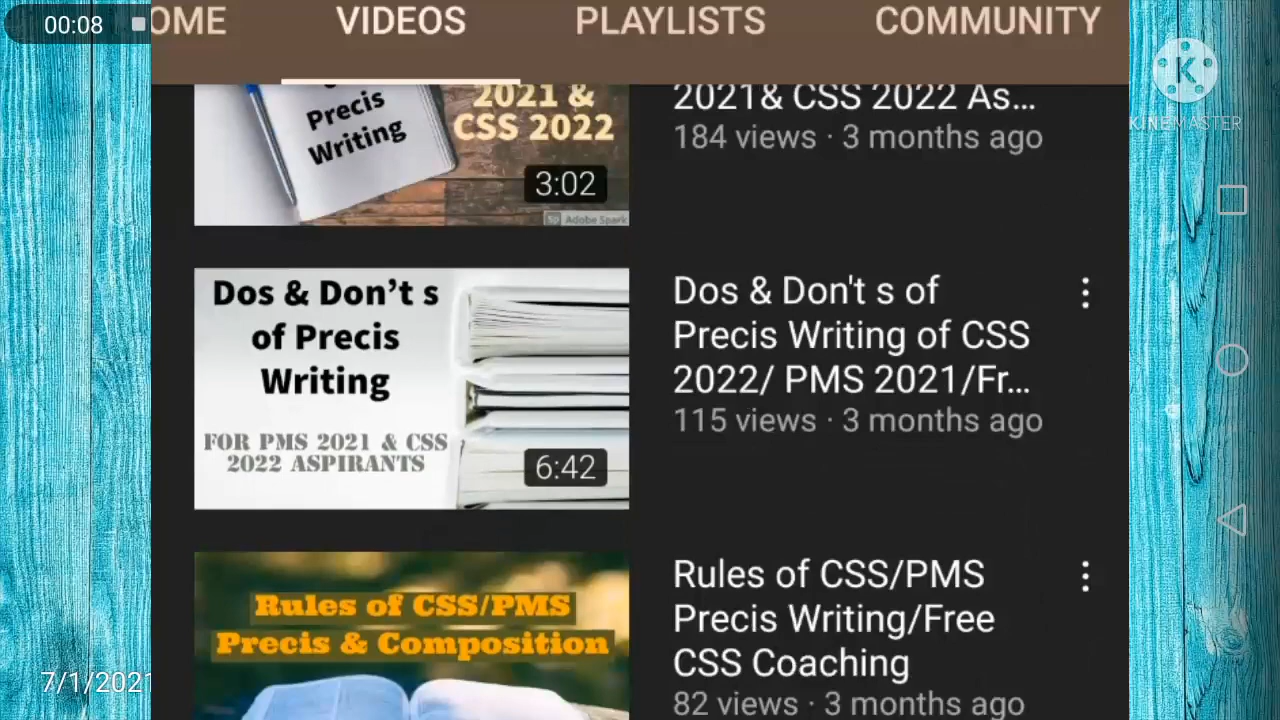 00:08
OME VIDEOS PLAYLISTS COMMUNITY
KINEMASTER
Precis
Writing
2021 &
CSS 2022
3:02
Adobe Spark
2021& CSS 2022 As...
184 views · 3 months ago
Dos & Don't s
of Precis
Writing
FOR PMS 2021 & CSS
2022 ASPIRANTS
6:42
Dos & Don't s of
Precis Writing of CSS
2022/ PMS 2021/Fr...
115 views · 3 months ago
Rules of CSS/PMS
Precis & Composition
Rules of CSS/PMS
Precis Writing/Free
CSS Coaching
82 views · 3 months ago
7/1/2021